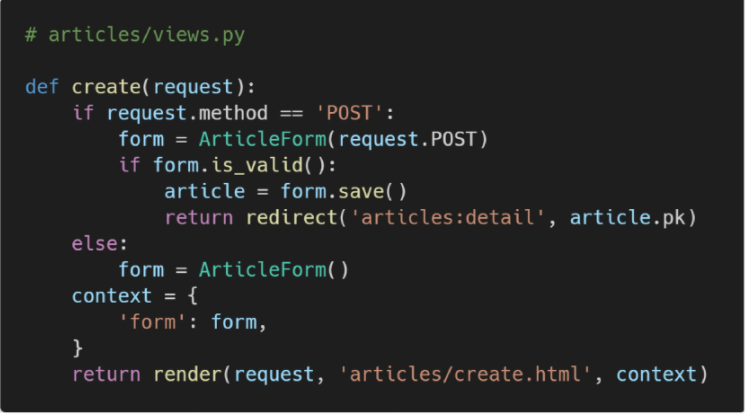 # articles/views.py
def create(request):
    if request.method == 'POST':
        form = ArticleForm(request.POST)
        if form.is_valid():
            article = form.save()
            return redirect('articles:detail', article.pk)
    else:
        form = ArticleForm()
    context = {
        'form': form,
    }
    return render(request, 'articles/create.html', context)